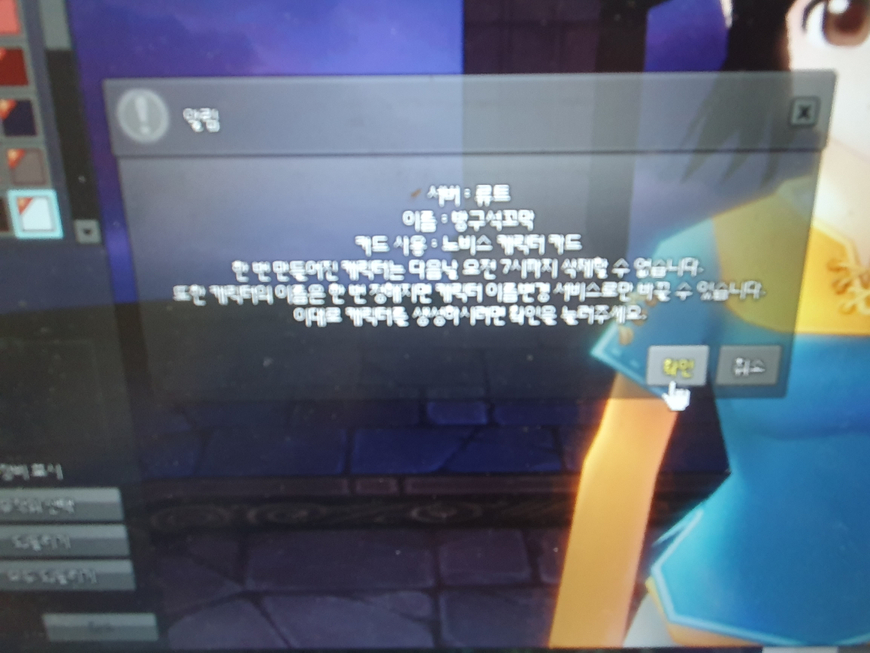 알림
X
서버 : 류트
이름 : 방구석꼬막
카드 사용 : 노비스 캐릭터 카드
한 번 만들어진 캐릭터는 다음날 오전 7시까지 삭제할 수 없습니다.
또한 캐릭터의 이름은 한 번 정해지면 캐릭터 이름변경 서비스로만 바꿀 수 있습니다.
이대로 캐릭터를 생성하시려면 확인을 눌러주세요.
확인 취소
장비 표시